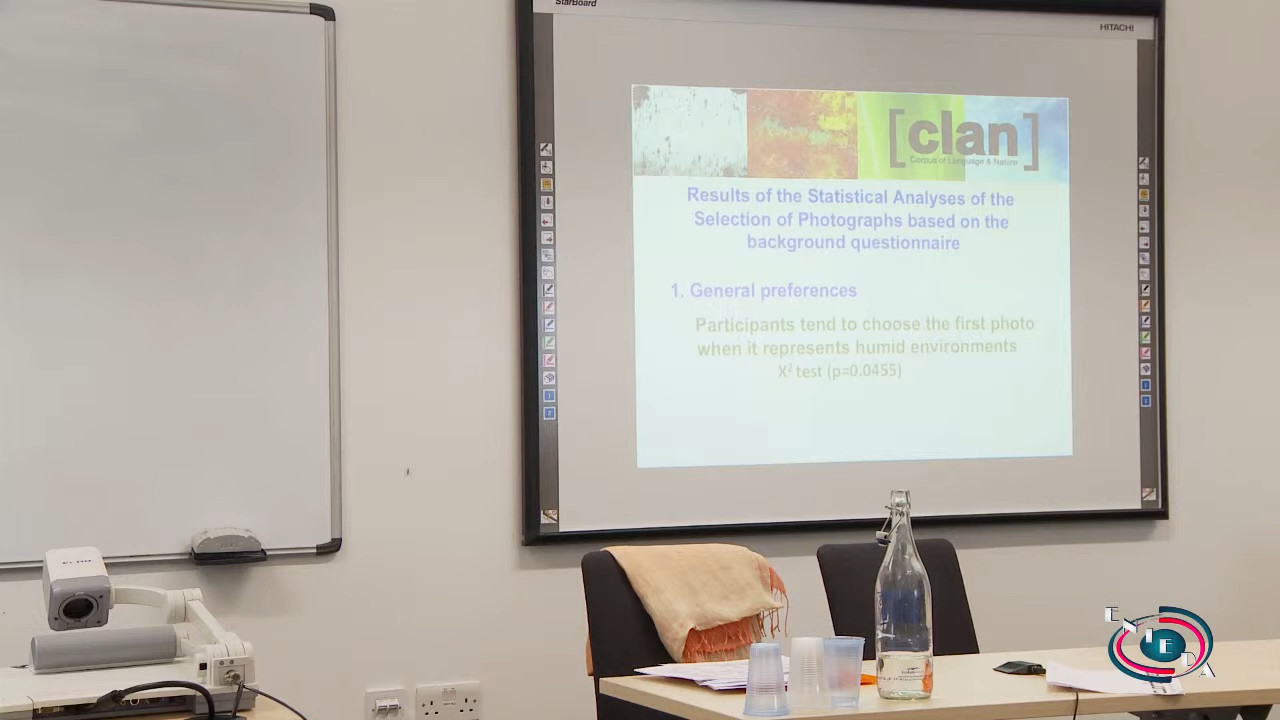 StarBoard
HITACHI
[clan]
Corpus of Language & Nature
Results of the Statistical Analyses of the
Selection of Photographs based on the
background questionnaire
1. General preferences
Participants tend to choose the first photo
when it represents humid environments
X² test (p=0.0455)
ENIEDA